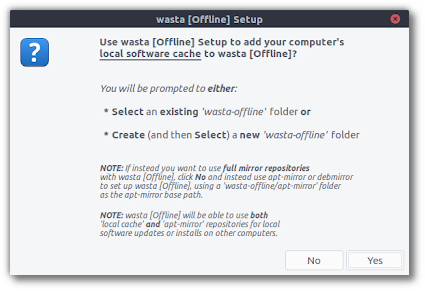 wasta [Offline] Setup
?
Use wasta [Offline] Setup to add your computer's
local software cache to wasta [Offline]?
You will be prompted to either:
* Select an existing 'wasta-offline' folder or
* Create (and then Select) a new 'wasta-offline' folder
NOTE: If instead you want to use full mirror repositories
with wasta [Offline], click No and instead use apt-mirror or debmirror
to set up wasta [Offline], using a 'wasta-offline/apt-mirror' folder
as the apt-mirror base path.
NOTE: wasta [Offline] will be able to use both
'local cache' and 'apt-mirror' repositories for local
software updates or installs on other computers.
No
Yes